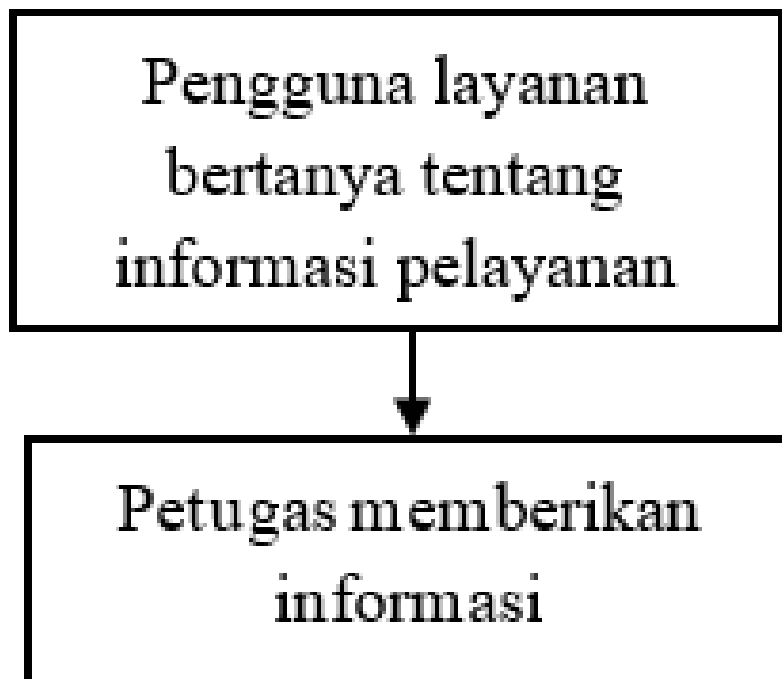 Pengguna layanan
bertanya tentang
informasi pelayanan
Petugas memberikan
informasi